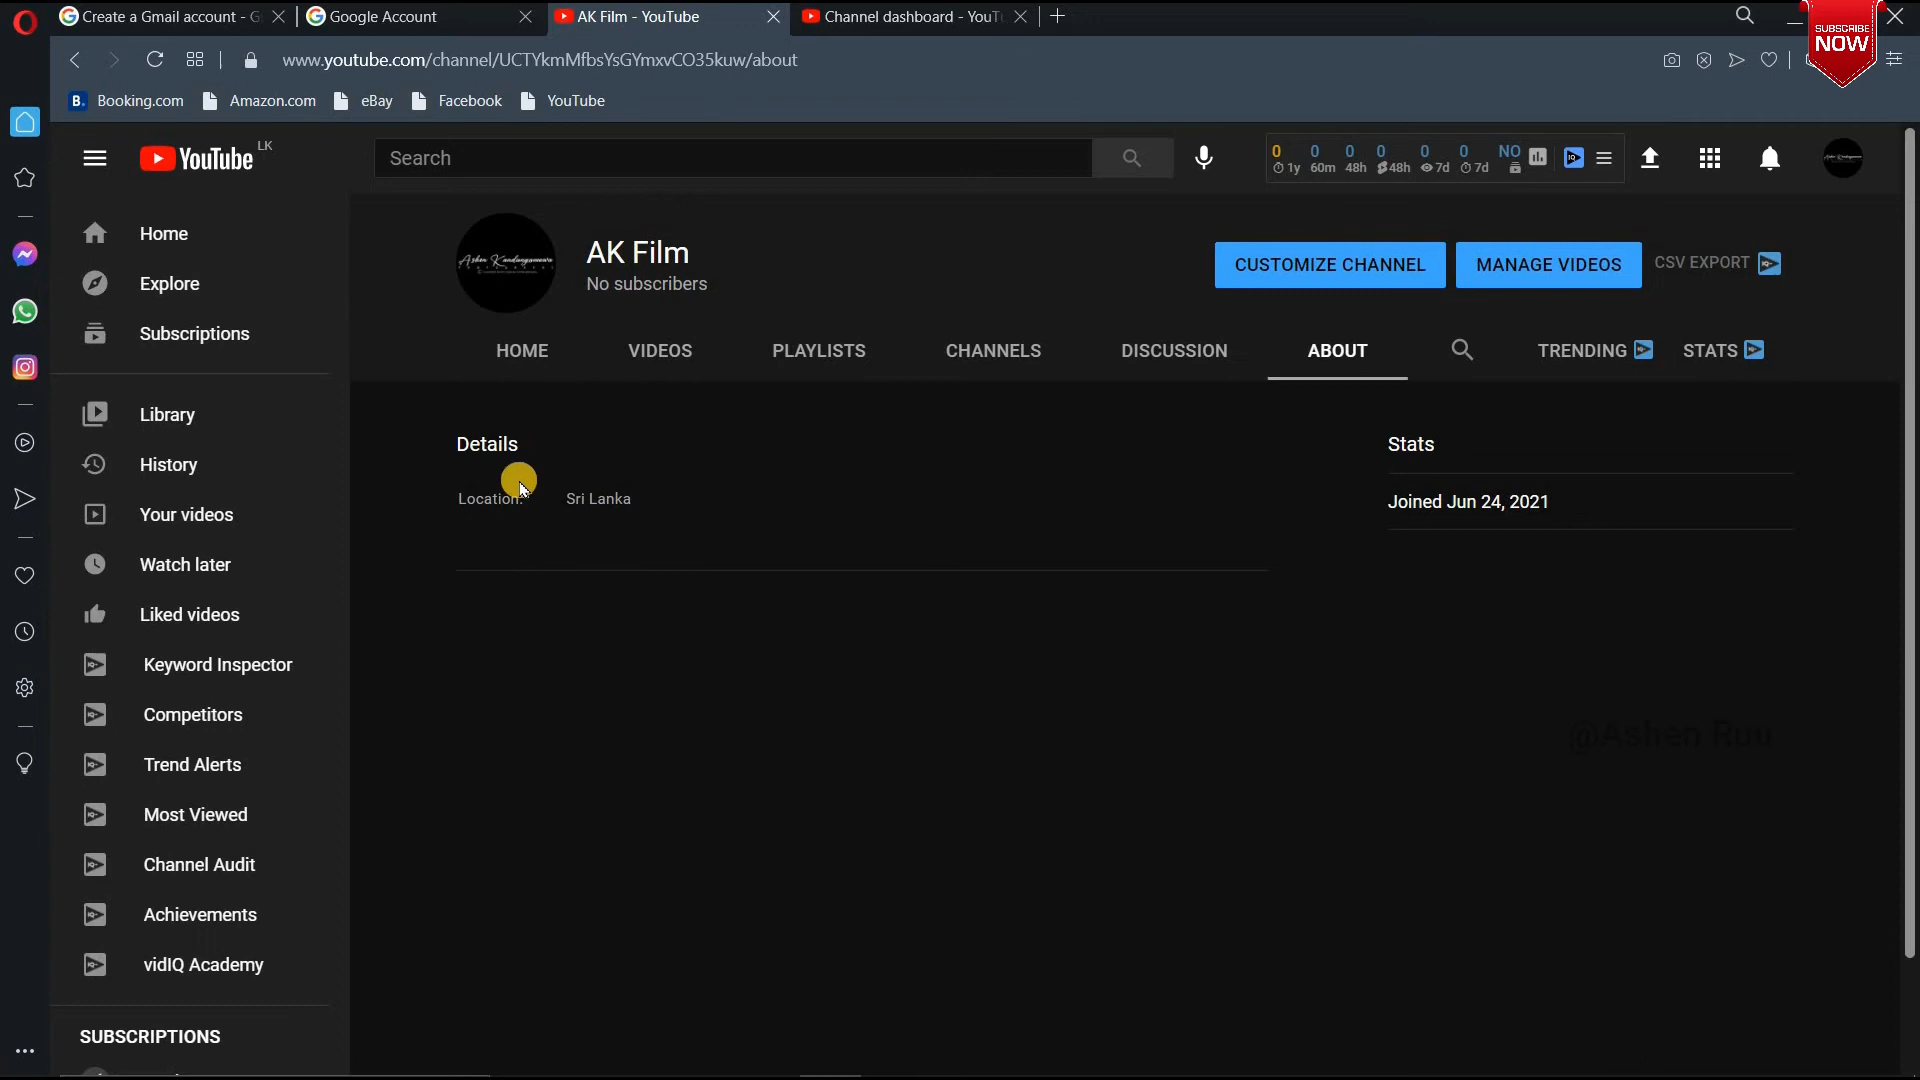 Create a Gmail account - G
Google Account
AK Film - YouTube
Channel dashboard - YouT
SUBSCRIBE
NOW
www.youtube.com/channel/UCTYkmMfbsYsGYmxvCO35kuw/about
B. Booking.com
Amazon.com
eBay
Facebook
YouTube
YouTube LK
Search
0 0 0 0 0 0 NO
1y 60m 48h 48h 7d 7d
Home
Explore
Subscriptions
Library
History
Your videos
Watch later
Liked videos
Keyword Inspector
Competitors
Trend Alerts
Most Viewed
Channel Audit
Achievements
vidIQ Academy
SUBSCRIPTIONS
AK Film
No subscribers
CUSTOMIZE CHANNEL
MANAGE VIDEOS
CSV EXPORT
HOME
VIDEOS
PLAYLISTS
CHANNELS
DISCUSSION
ABOUT
TRENDING
STATS
Details
Location:
Sri Lanka
Stats
Joined Jun 24, 2021
@Ashen Ruu